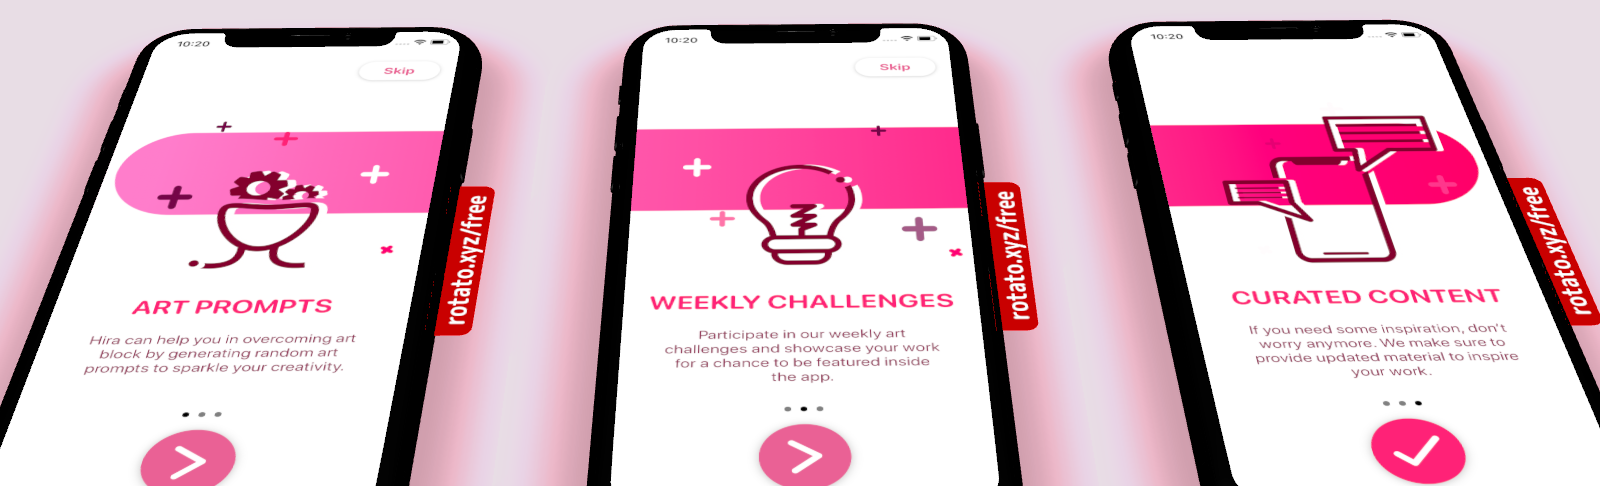 10:20
Skip
ART PROMPTS
Hira can help you in overcoming art
block by generating random art
prompts to sparkle your creativity.
rotato.xyz/free
10:20
Skip
WEEKLY CHALLENGES
Participate in our weekly art
challenges and showcase your work
for a chance to be featured inside
the app.
rotato.xyz/free
10:20
CURATED CONTENT
If you need some inspiration, don't
worry anymore. We make sure to
provide updated material to inspire
your work.
rotato.xyz/free